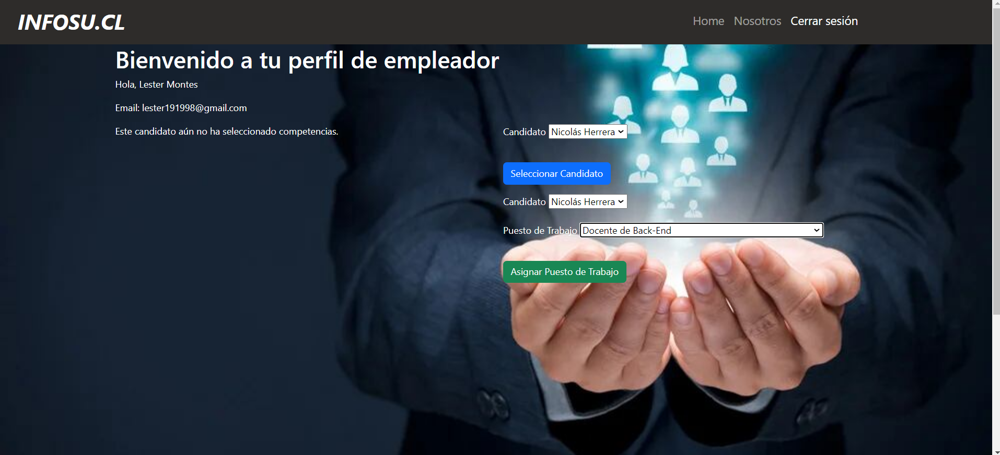 INFOSU.CL
Home Nosotros Cerrar sesión
Bienvenido a tu perfil de empleador
Hola, Lester Montes
Email: lester191998@gmail.com
Este candidato aún no ha seleccionado competencias.
Candidato Nicolás Herrera
Seleccionar Candidato
Candidato Nicolás Herrera
Puesto de Trabajo Docente de Back-End
Asignar Puesto de Trabajo